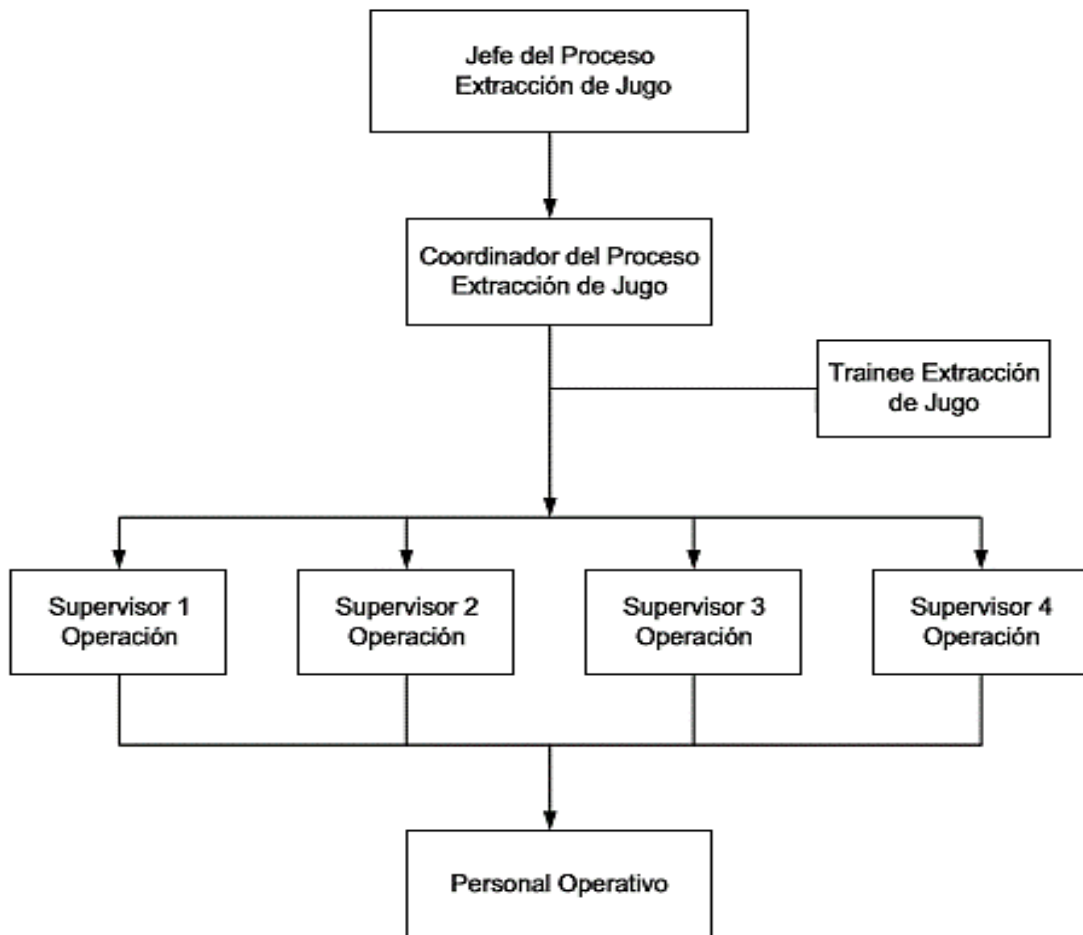 Jefe del Proceso
Extracción de Jugo
Coordinador del Proceso
Extracción de Jugo
Trainee Extracción
de Jugo
Supervisor 1
Operación
Supervisor 2
Operación
Supervisor 3
Operación
Supervisor 4
Operación
Personal Operativo